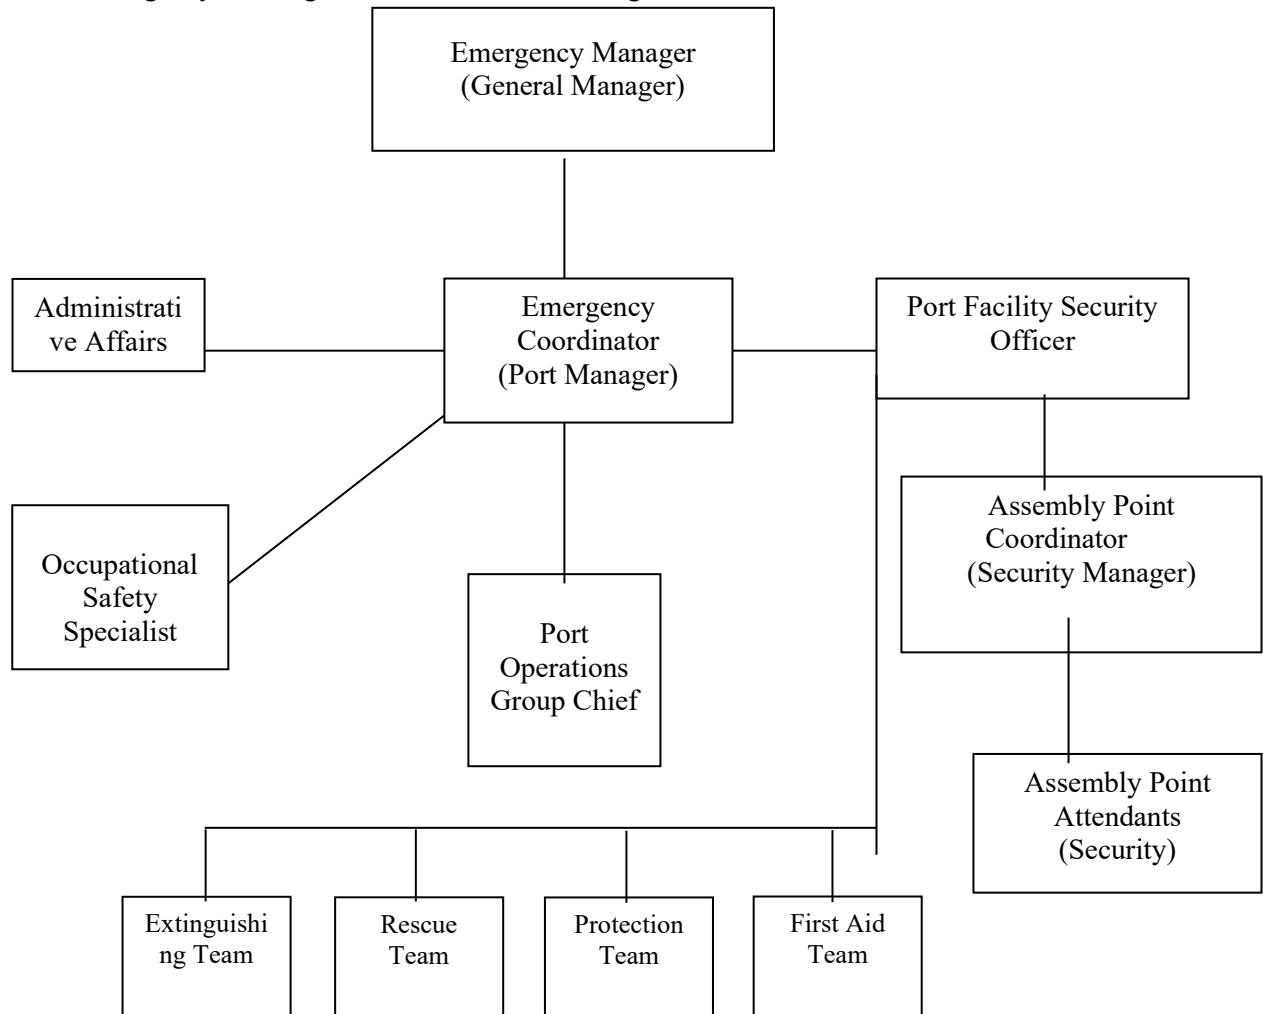 Emergency Manager
(General Manager)
Administrati
ve Affairs
Emergency
Coordinator
(Port Manager)
Port Facility Security
Officer
Occupational
Safety
Specialist
Port
Operations
Group Chief
Assembly Point
Coordinator
(Security Manager)
Assembly Point
Attendants
(Security)
Extinguishi
ng Team
Rescue
Team
Protection
Team
First Aid
Team